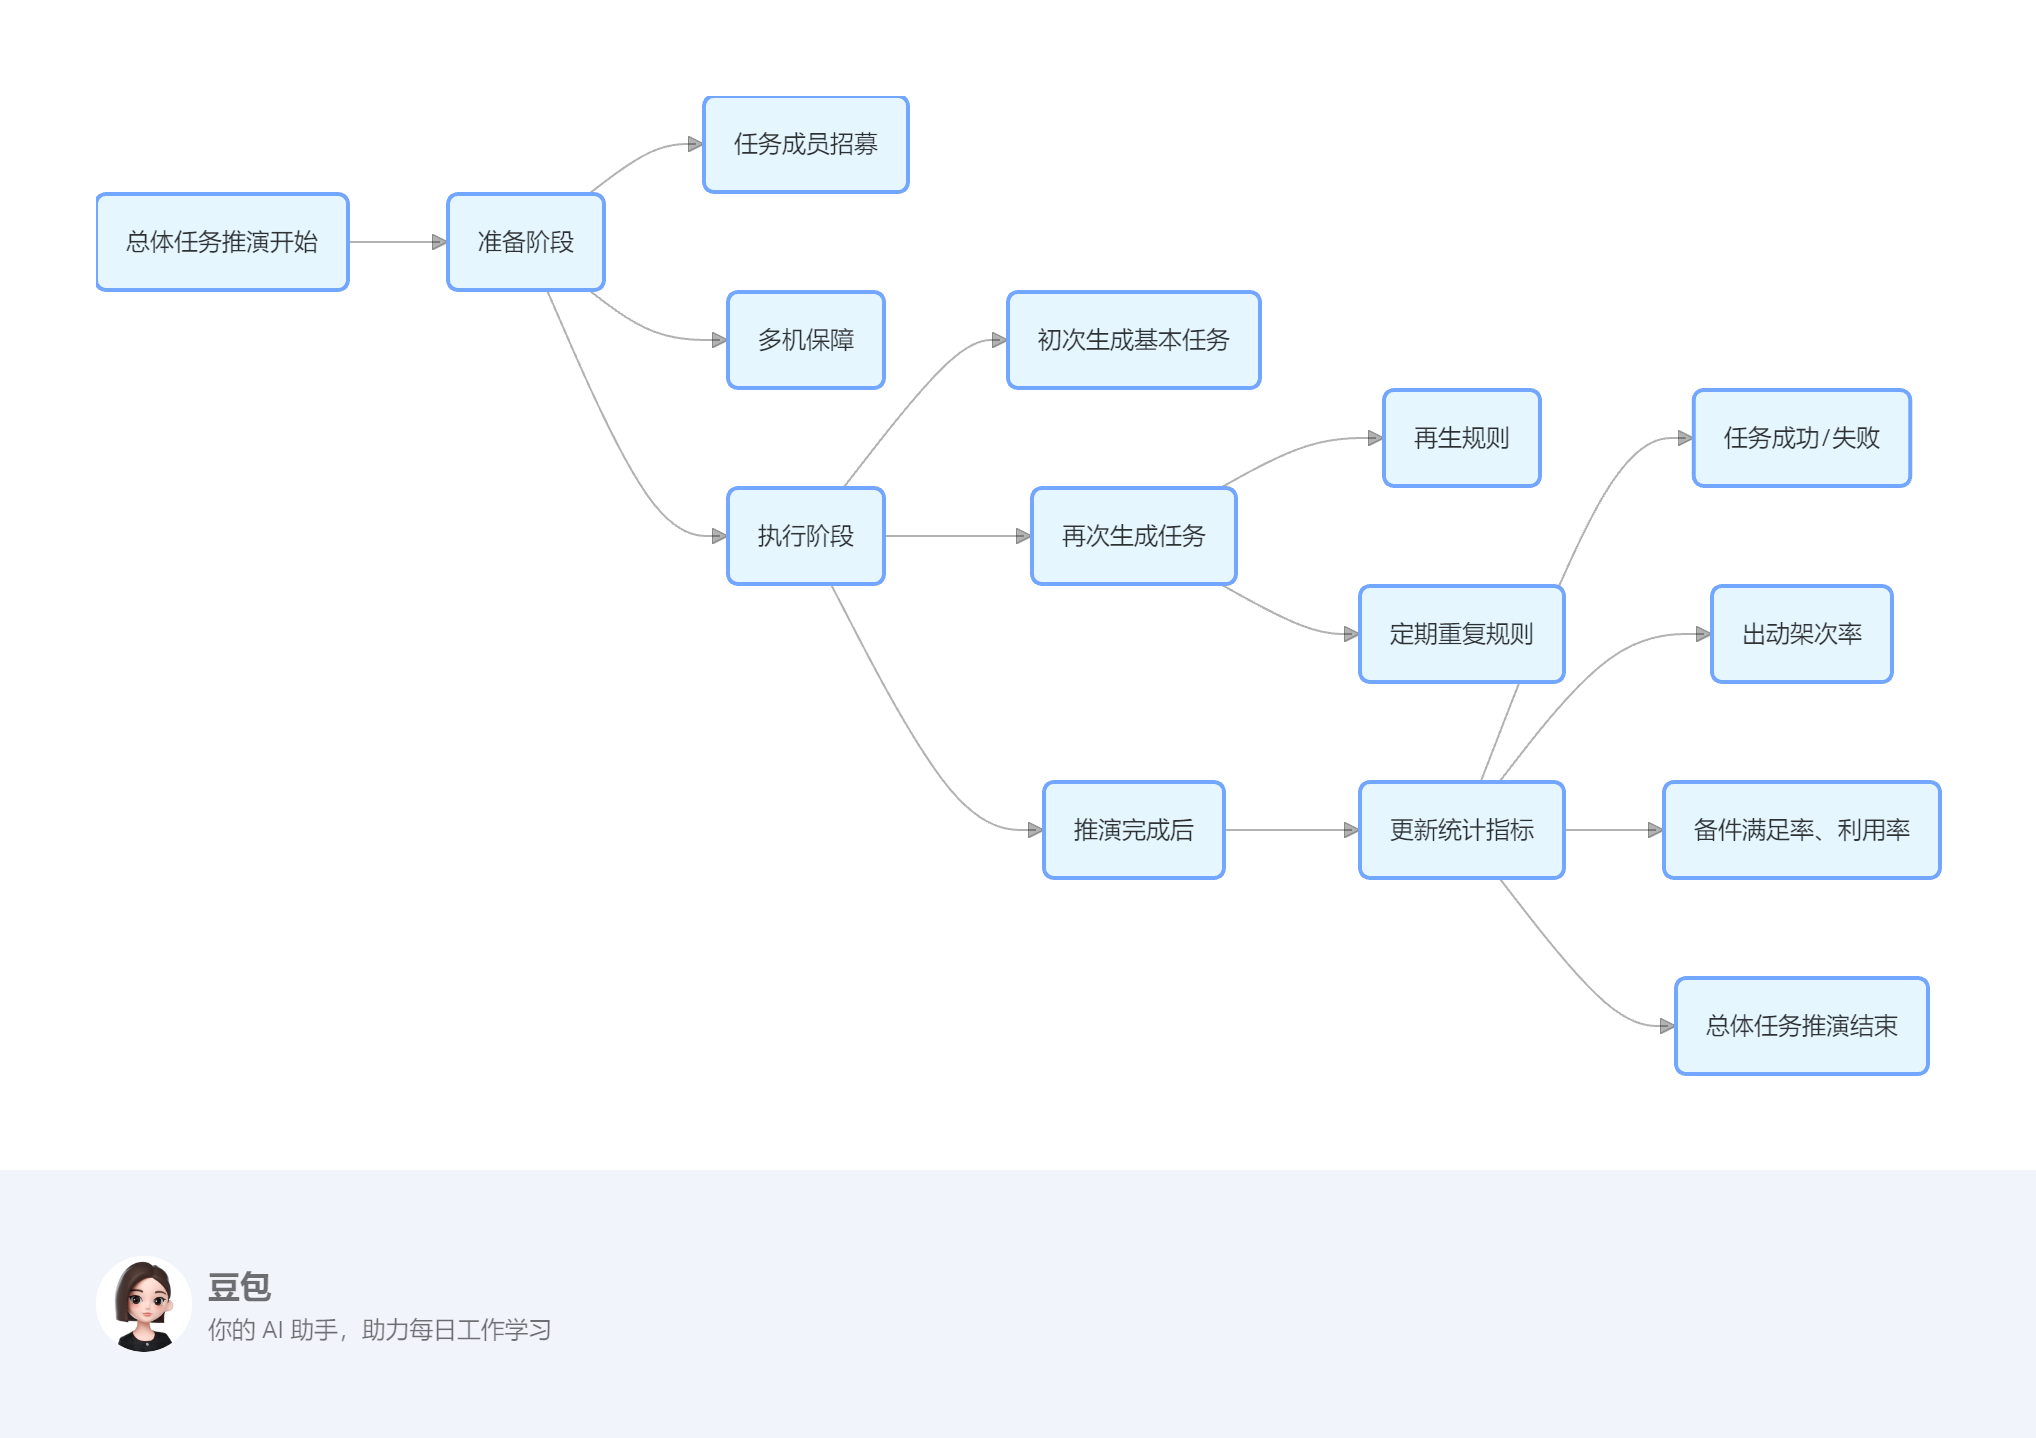 任务成员招募
总体任务推演开始
准备阶段
多机保障
初次生成基本任务
再生规则
任务成功/失败
执行阶段
再次生成任务
定期重复规则
出动架次率
推演完成后
更新统计指标
备件满足率、利用率
总体任务推演结束
豆包
你的 AI 助手，助力每日工作学习